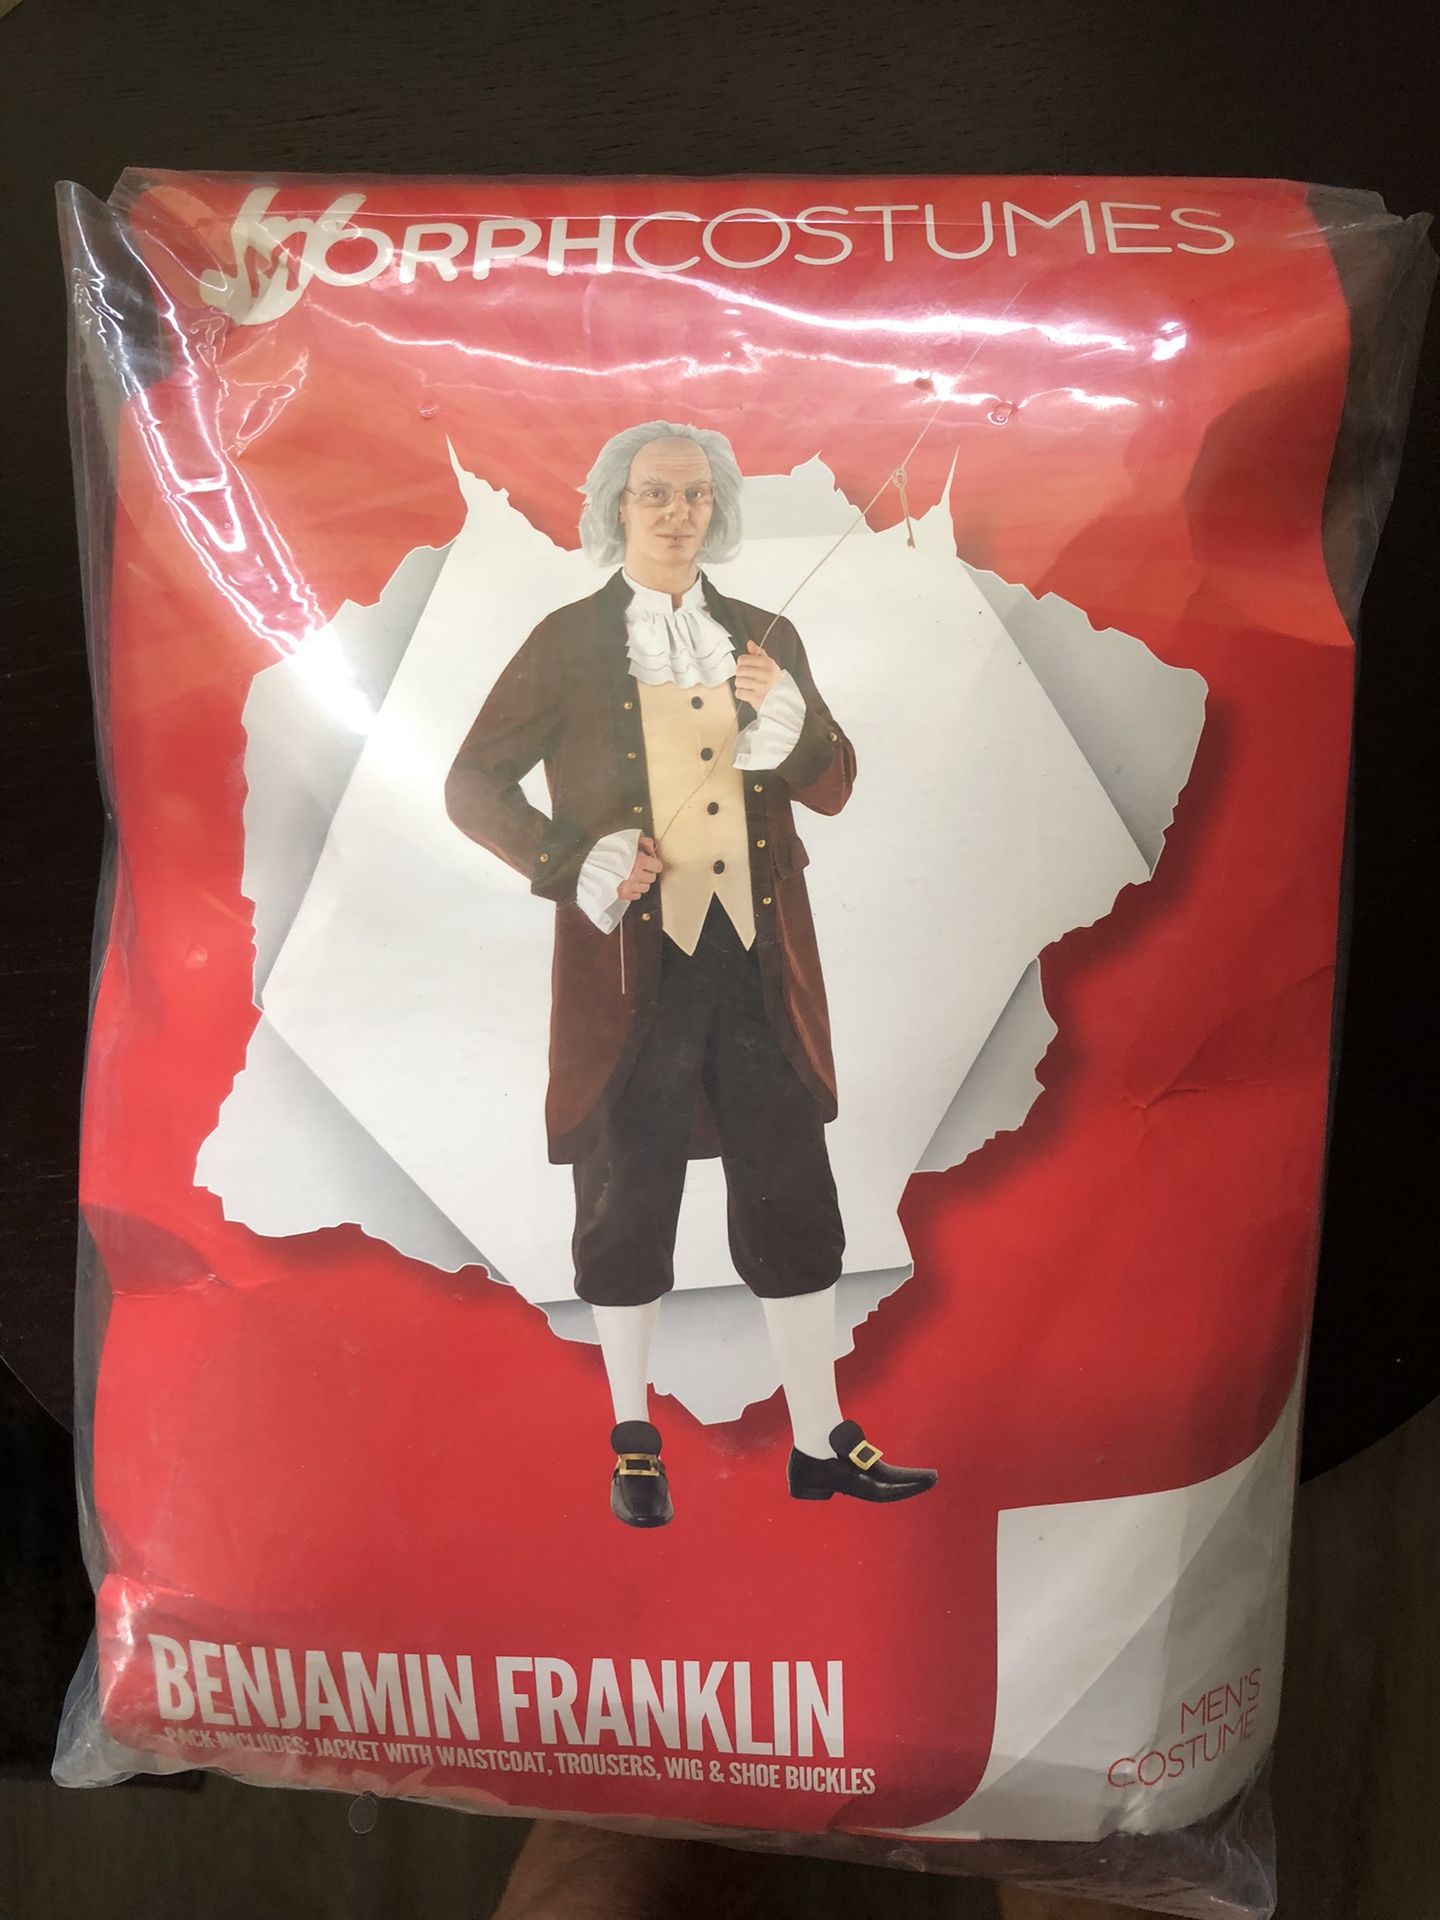 MORPHCOSTUMES
BENJAMIN FRANKLIN
PACK INCLUDES: JACKET WITH WAISTCOAT, TROUSERS, WIG & SHOE BUCKLES
MEN'S
COSTUME